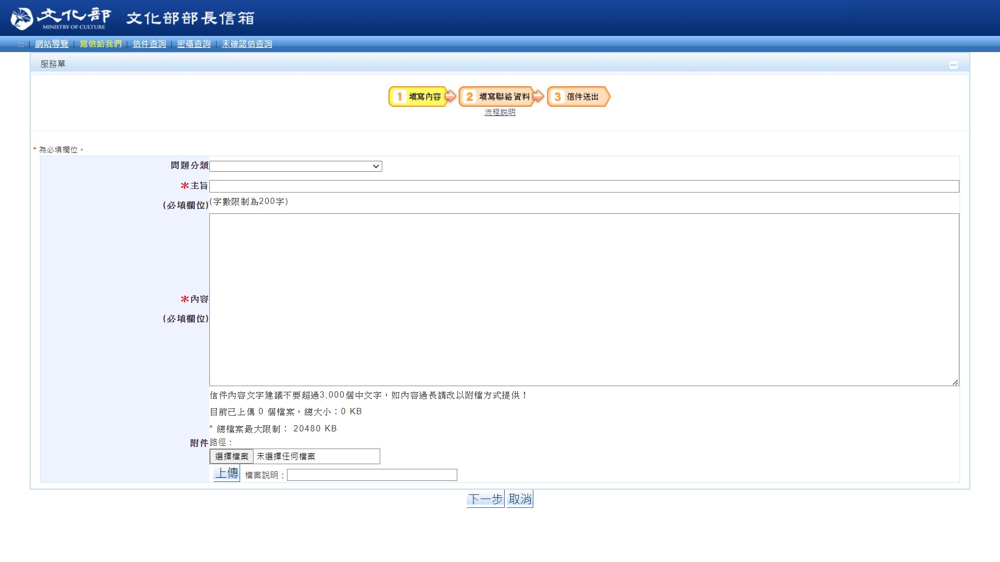 文化部 MINISTRY OF CULTURE 文化部部長信箱
::: | 網站導覽 | 寫信給我們 | 信件查詢 | 密碼查詢 | 未確認信查詢
服務單
1 填寫內容 2 填寫聯絡資料 3 信件送出
流程說明
* 為必填欄位。
問題分類
＊主旨
(必填欄位)
(字數限制為200字)
＊內容
(必填欄位)
信件內容文字建議不要超過3,000個中文字，如內容過長請改以附檔方式提供！
目前已上傳 0 個檔案，總大小：0 KB
* 總檔案最大限制： 20480 KB
附件
路徑：
選擇檔案 未選擇任何檔案
上傳 檔案說明：
下一步 取消